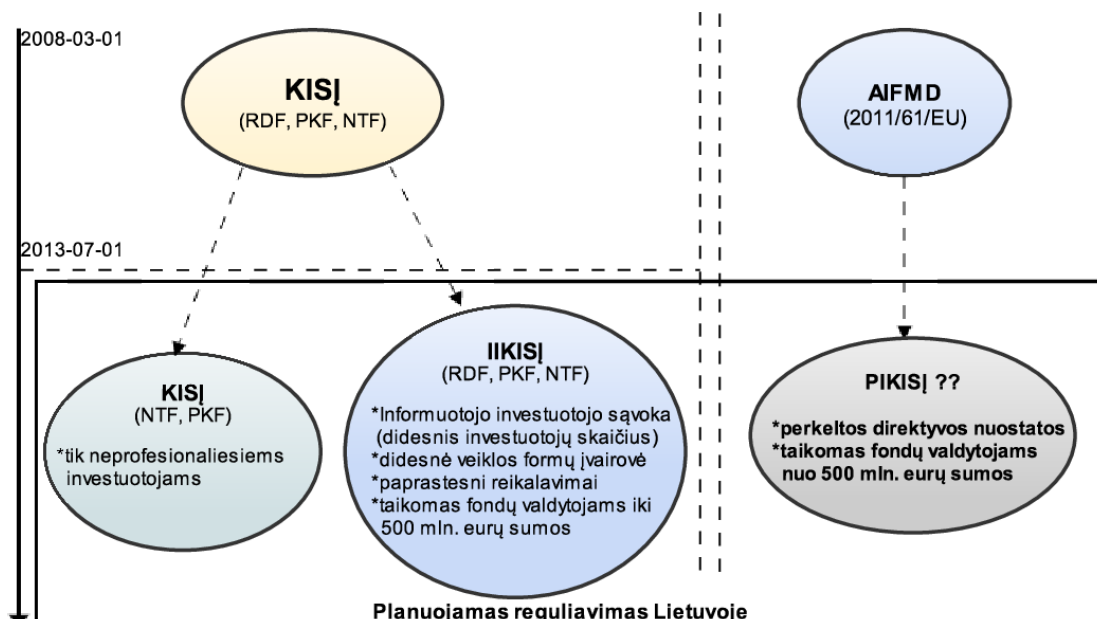 2008-03-01
KISĮ
(RDF, PKF, NTF)
AIFMD
(2011/61/EU)
2013-07-01
KISĮ
(NTF, PKF)
*tik neprofesionaliesiems
investuotojams
IIKISĮ
(RDF, PKF, NTF)
*Informuotojo investuotojo sąvoka
(didesnis investuotojų skaičius)
*didesnė veiklos formų įvairovė
*paprastesni reikalavimai
*taikomas fondų valdytojams iki
500 mln. eurų sumos
PIKISĮ ??
*perkeltos direktyvos nuostatos
*taikoms fondų valdytojams
nuo 500 mln. eurų sumos
Planuojamas reguliavimas Lietuvoje